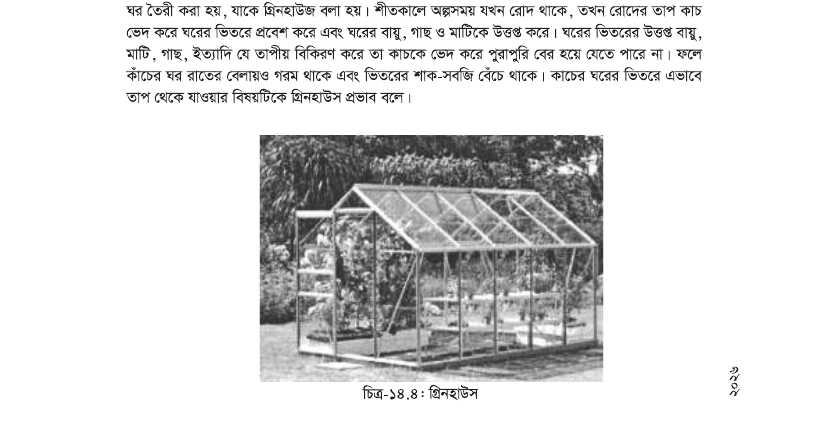 ঘর তৈরী করা হয়, যাকে গ্রিনহাউজ বলা হয়। শীতকালে অল্পসময় যখন রোদ থাকে, তখন রোদের তাপ কাচ
ভেদ করে ঘরের ভিতরে প্রবেশ করে এবং ঘরের বায়ু, গাছ ও মাটিকে উত্তপ্ত করে। ঘরের ভিতরের উত্তপ্ত বায়ু,
মাটি, গাছ, ইত্যাদি যে তাপীয় বিকিরণ করে তা কাচকে ভেদ করে পুরাপুরি বের হয়ে যেতে পারে না। ফলে
কাঁচের ঘর রাতের বেলায়ও গরম থাকে এবং ভিতরের শাক-সবজি বেঁচে থাকে। কাচের ঘরের ভিতরে এভাবে
তাপ থেকে যাওয়ার বিষয়টিকে গ্রিনহাউস প্রভাব বলে।
চিত্র-১৪.৪: গ্রিনহাউস
২০২৬